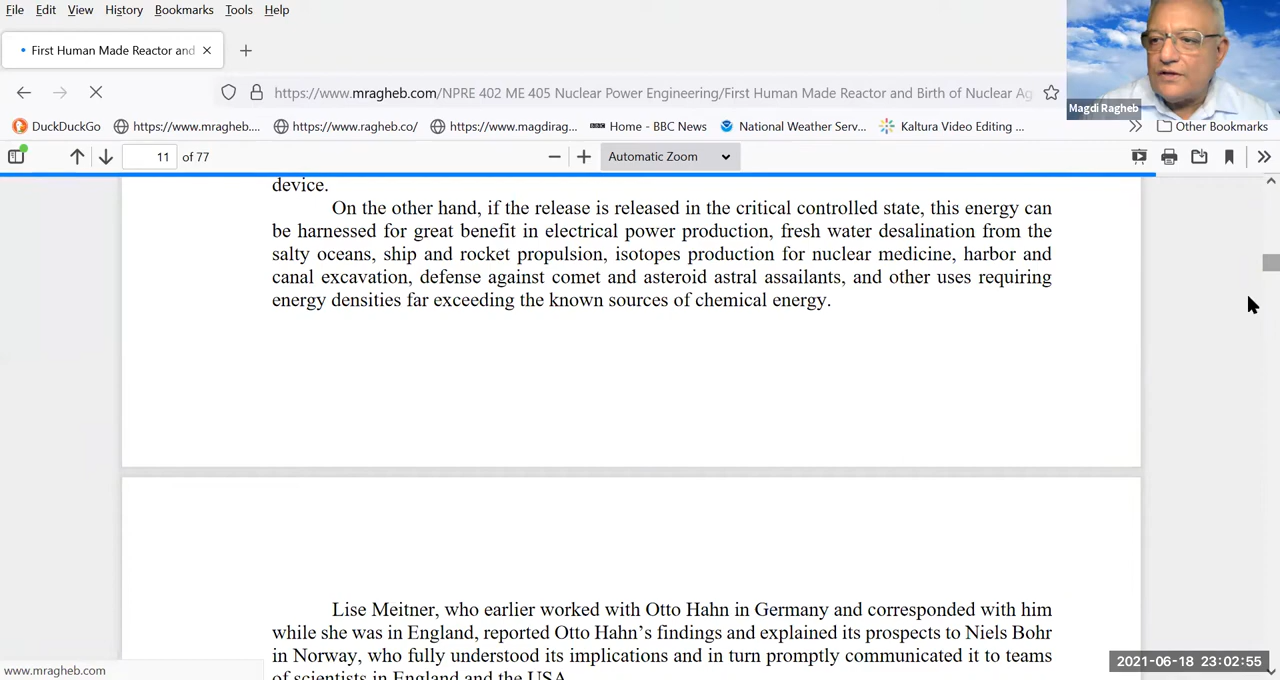 File Edit View History Bookmarks Tools Help
First Human Made Reactor and
https://www.mragheb.com/NPRE 402 ME 405 Nuclear Power Engineering/First Human Made Reactor and Birth of Nuclear Ag
Magdi Ragheb
DuckDuckGo https://www.mragheb.... https://www.ragheb.co/ https://www.magdirag... BBC Home - BBC News National Weather Serv... Kaltura Video Editing ... Other Bookmarks
11 of 77 Automatic Zoom
device.
On the other hand, if the release is released in the critical controlled state, this energy can
be harnessed for great benefit in electrical power production, fresh water desalination from the
salty oceans, ship and rocket propulsion, isotopes production for nuclear medicine, harbor and
canal excavation, defense against comet and asteroid astral assailants, and other uses requiring
energy densities far exceeding the known sources of chemical energy.
Lise Meitner, who earlier worked with Otto Hahn in Germany and corresponded with him
while she was in England, reported Otto Hahn's findings and explained its prospects to Niels Bohr
in Norway, who fully understood its implications and in turn promptly communicated it to teams
of scientists in England and the USA.
www.mragheb.com
2021-06-18 23:02:55